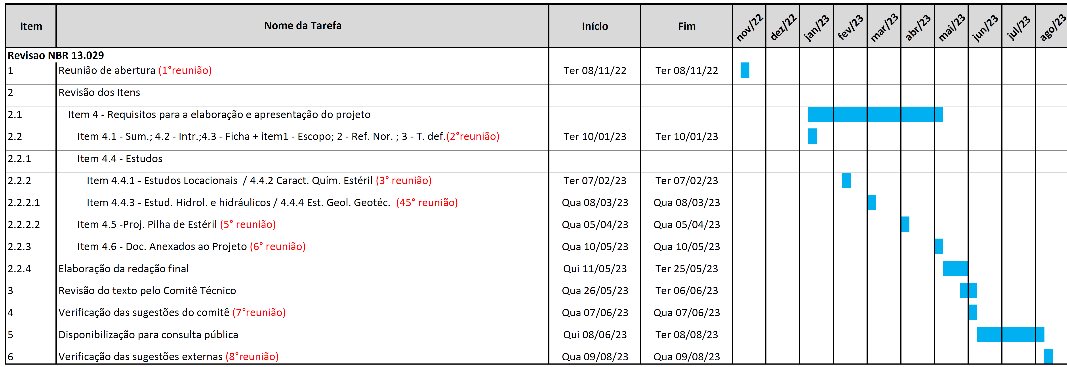 Item Nome da Tarefa Início Fim nov/22 dez/22 jan/23 fev/23 mar/23 abr/23 mai/23 jun/23 jul/23 ago/23
Revisao NBR 13.029
1 Reunião de abertura (1°reunião) Ter 08/11/22 Ter 08/11/22
2 Revisão dos Itens
2.1 Item 4 - Requisitos para a elaboração e apresentação do projeto
2.2 Item 4.1 - Sum.; 4.2 - Intr.;4.3 - Ficha + item1 - Escopo; 2 - Ref. Nor. ; 3 - T. def.(2°reunião) Ter 10/01/23 Ter 10/01/23
2.2.1 Item 4.4 - Estudos
2.2.2 Item 4.4.1 - Estudos Locacionais / 4.4.2 Caract. Quím. Estéril (3° reunião) Ter 07/02/23 Ter 07/02/23
2.2.2.1 Item 4.4.3 - Estud. Hidrol. e hidráulicos / 4.4.4 Est. Geol. Geotéc. (45° reunião) Qua 08/03/23 Qua 08/03/23
2.2.2.2 Item 4.5 -Proj. Pilha de Estéril (5° reunião) Qua 05/04/23 Qua 05/04/23
2.2.3 Item 4.6 - Doc. Anexados ao Projeto (6° reunião) Qua 10/05/23 Qua 10/05/23
2.2.4 Elaboração da redação final Qui 11/05/23 Ter 25/05/23
3 Revisão do texto pelo Comitê Técnico Qua 26/05/23 Ter 06/06/23
4 Verificação das sugestões do comitê (7°reunião) Qua 07/06/23 Qua 07/06/23
5 Disponibilização para consulta pública Qui 08/06/23 Ter 08/08/23
6 Verificação das sugestões externas (8°reunião) Qua 09/08/23 Qua 09/08/23